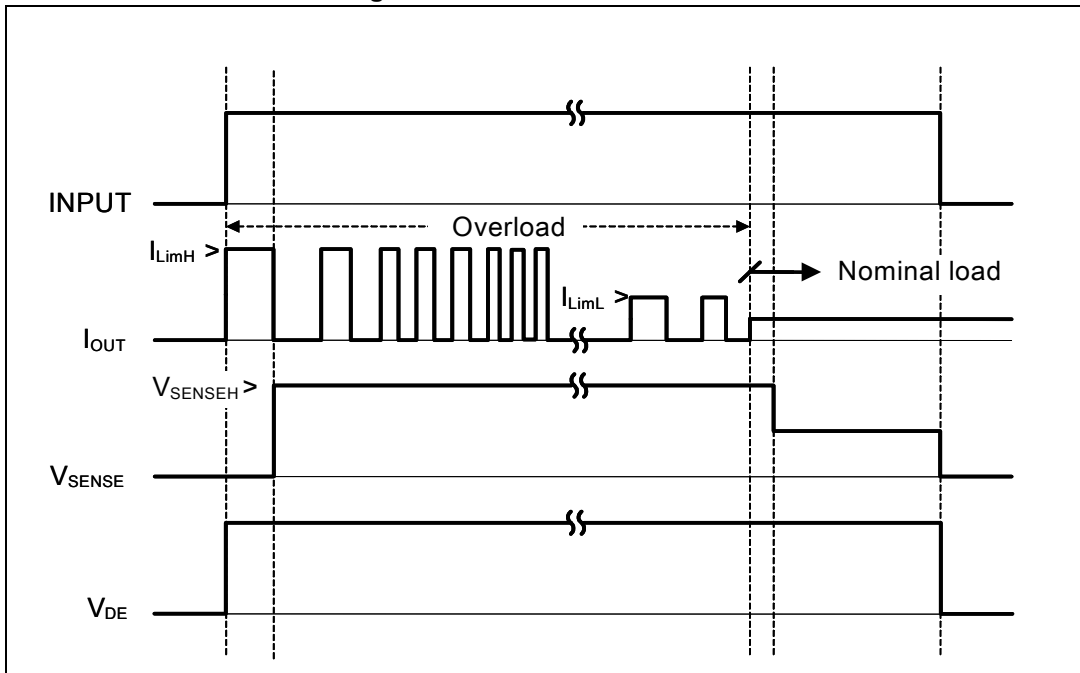 INPUT
Overload
I_LimH >
Nominal load
I_LimL >
I_OUT
V_SENSEH >
V_SENSE
V_DE